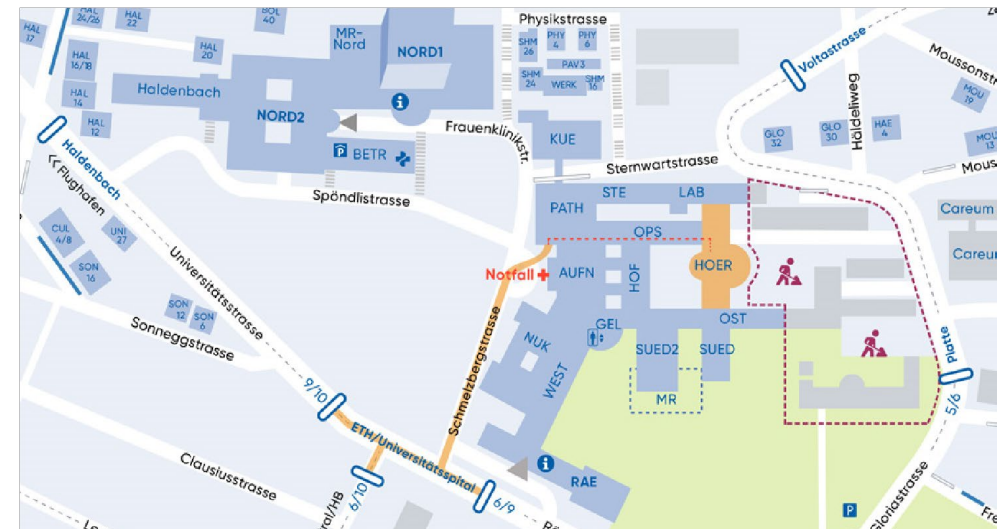 HAL
24/26
HAL
22
BOL
40
HAL
17
HAL
20
HAL
16/18
HAL
14
HAL
12
Haldenbach
MR-
Nord
NORD1
NORD2
i
P
BETR
Frauenklinikstr.
Spöndlistrasse
Physikstrasse
SHM
26
PHY
4
PHY
6
PAV3
SHM
24
WERK
SHM
16
KUE
Sternwartstrasse
Voltastrasse
Häldeliweg
Moussonstr
MOU
19
MOU
13
Mous
GLO
32
GLO
30
HAE
4
Careum
Careum
Haldenbach
Flughafen
CUL
4/8
UNI
27
SON
16
SON
12
SON
6
Sonneggstrasse
Universitätsstrasse
PATH
STE
LAB
OPS
Notfall
AUFN
HOF
HOER
GEL
OST
NUK
WEST
SUED2
SUED
MR
Schmelzbergstrasse
9/10
ETH/Universitätsspital
6/10
6/9
Clausiusstrasse
al/HB
i
RAE
Platte
5/6
P
Gloriastrasse
Fre